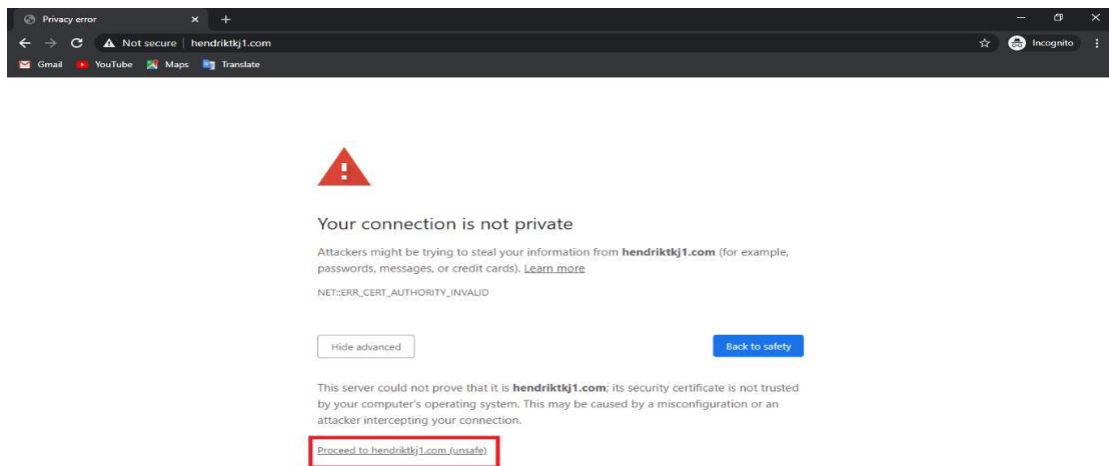 Privacy error
Not secure | hendriktkj1.com
Incognito
Gmail YouTube Maps Translate
Your connection is not private
Attackers might be trying to steal your information from hendriktkj1.com (for example,
passwords, messages, or credit cards). Learn more
NET::ERR_CERT_AUTHORITY_INVALID
Hide advanced
Back to safety
This server could not prove that it is hendriktkj1.com; its security certificate is not trusted
by your computer's operating system. This may be caused by a misconfiguration or an
attacker intercepting your connection.
Proceed to hendriktkj1.com (unsafe)